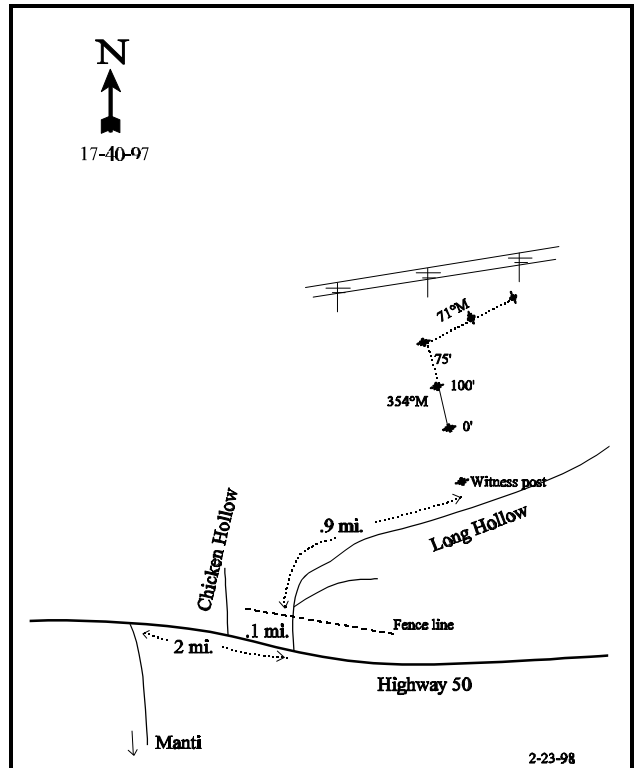 N
17-40-97
71°M
75'
354°M
100'
0'
Witness post
Chicken Hollow
.9 mi.
Long Hollow
.1 mi.
Fence line
2 mi.
Highway 50
Manti
2-23-98